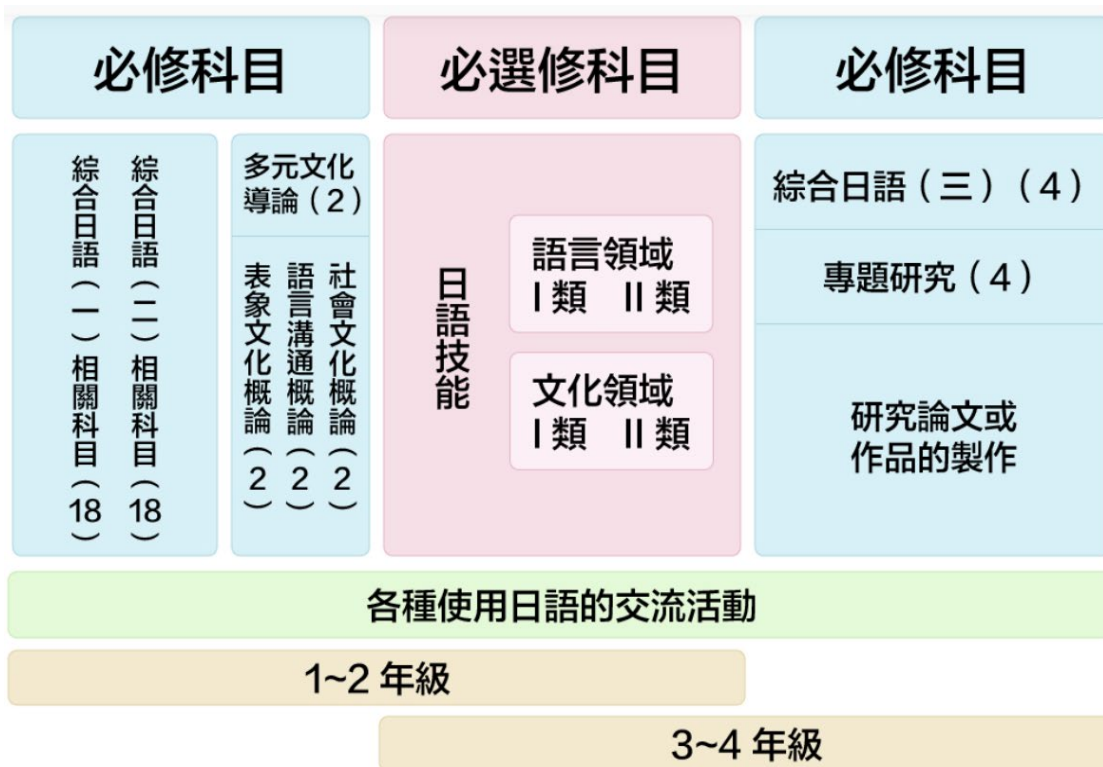 必修科目
必選修科目
必修科目
綜合日語(一)相關科目(18)
綜合日語(二)相關科目(18)
多元文化
導論(2)
表象文化概論(2)
語言溝通概論(2)
社會文化概論(2)
日語技能
語言領域
I 類 II 類
文化領域
I 類 II 類
綜合日語(三)(4)
專題研究(4)
研究論文或
作品的製作
各種使用日語的交流活動
1~2 年級
3~4 年級